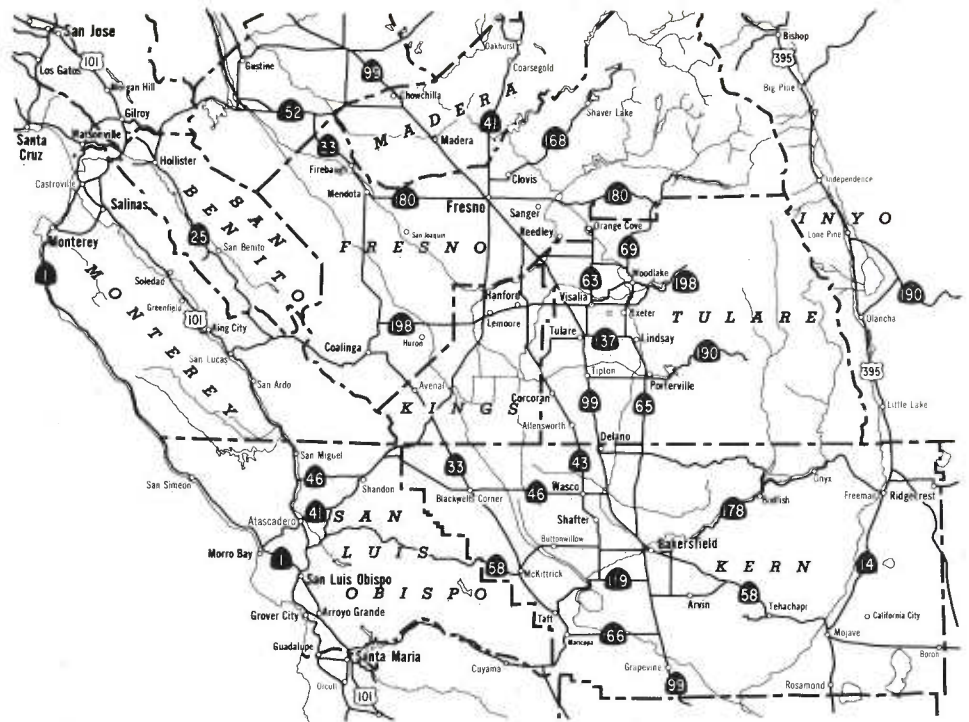 San Jose
101
Los Gatos
Morgan Hill
Gilroy
Watsonville
Santa Cruz
Castroville
Hollister
Salinas
Monterey
1
Gustine
52
99
Chowchilla
MADERA
Madera
33
Mendota
180
Oakhurst
Coarsegold
41
168
Shaver Lake
Clovis
Fresno
180
Sanger
Reedley
Orange Cove
69
Bishop
395
Big Pine
Independence
INYO
Lone Pine
190
Olancha
395
Little Lake
SAN BENITO
25
San Benito
FRESNO
San Joaquin
MONTEREY
Soledad
Greenfield
101
King City
San Lucas
San Ardo
198
Huron
Coalinga
Avenal
Hanford
Lemoore
KINGS
Corcoran
Allensworth
63
Woodlake
198
Visalia
Exeter
TULARE
Tulare
137
Lindsay
190
Tipton
Porterville
99
65
Delano
San Miguel
46
Shandon
San Simeon
Atascadero
41
Morro Bay
1
SAN LUIS OBISPO
San Luis Obispo
Grover City
Arroyo Grande
Guadalupe
Santa Maria
Orcutt
101
Cuyama
33
Blackwells Corner
46
43
Wasco
Shafter
Buttonwillow
58
McKittrick
Taft
Maricopa
119
66
Bakersfield
178
Onyx
Freeman
Ridgecrest
KERN
14
58
Arvin
Tehachapi
California City
Mojave
Boron
Grapevine
99
Rosamond